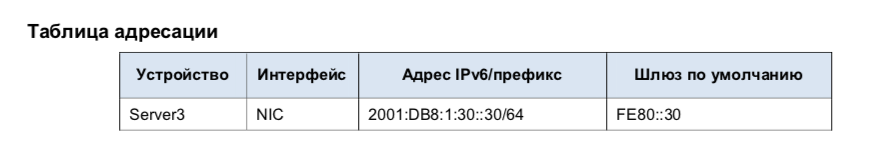 Таблица адресации
Устройство Интерфейс Адрес IPv6/префикс Шлюз по умолчанию
Server3 NIC 2001:DB8:1:30::30/64 FE80::30